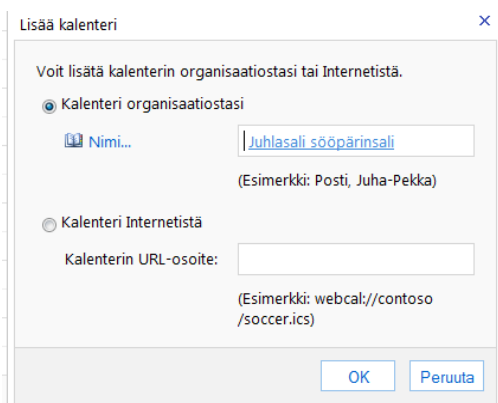 Lisää kalenteri
Voit lisätä kalenterin organisaatiostasi tai Internetistä.
Kalenteri organisaatiostasi
Nimi... Juhlasali sööpärinsali
(Esimerkki: Posti, Juha-Pekka)
Kalenteri Internetistä
Kalenterin URL-osoite:
(Esimerkki: webcal://contoso
/soccer.ics)
OK Peruuta